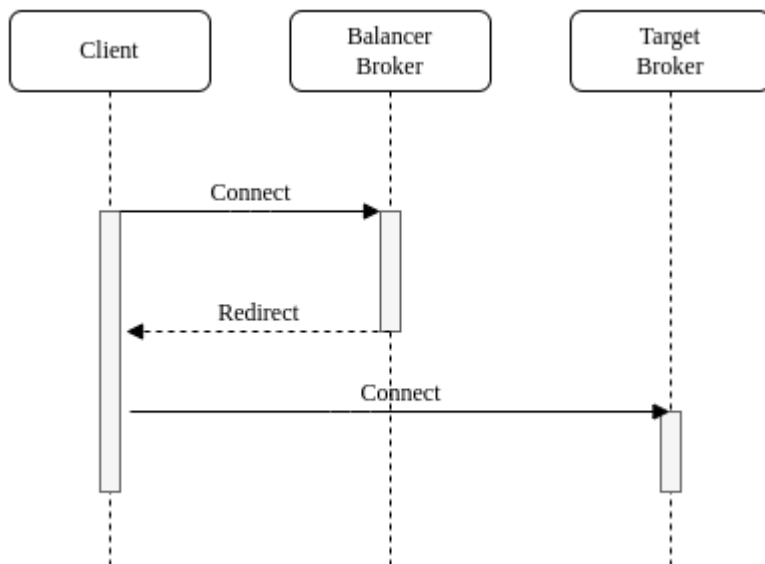 Client
Balancer
Broker
Target
Broker
Connect
Redirect
Connect